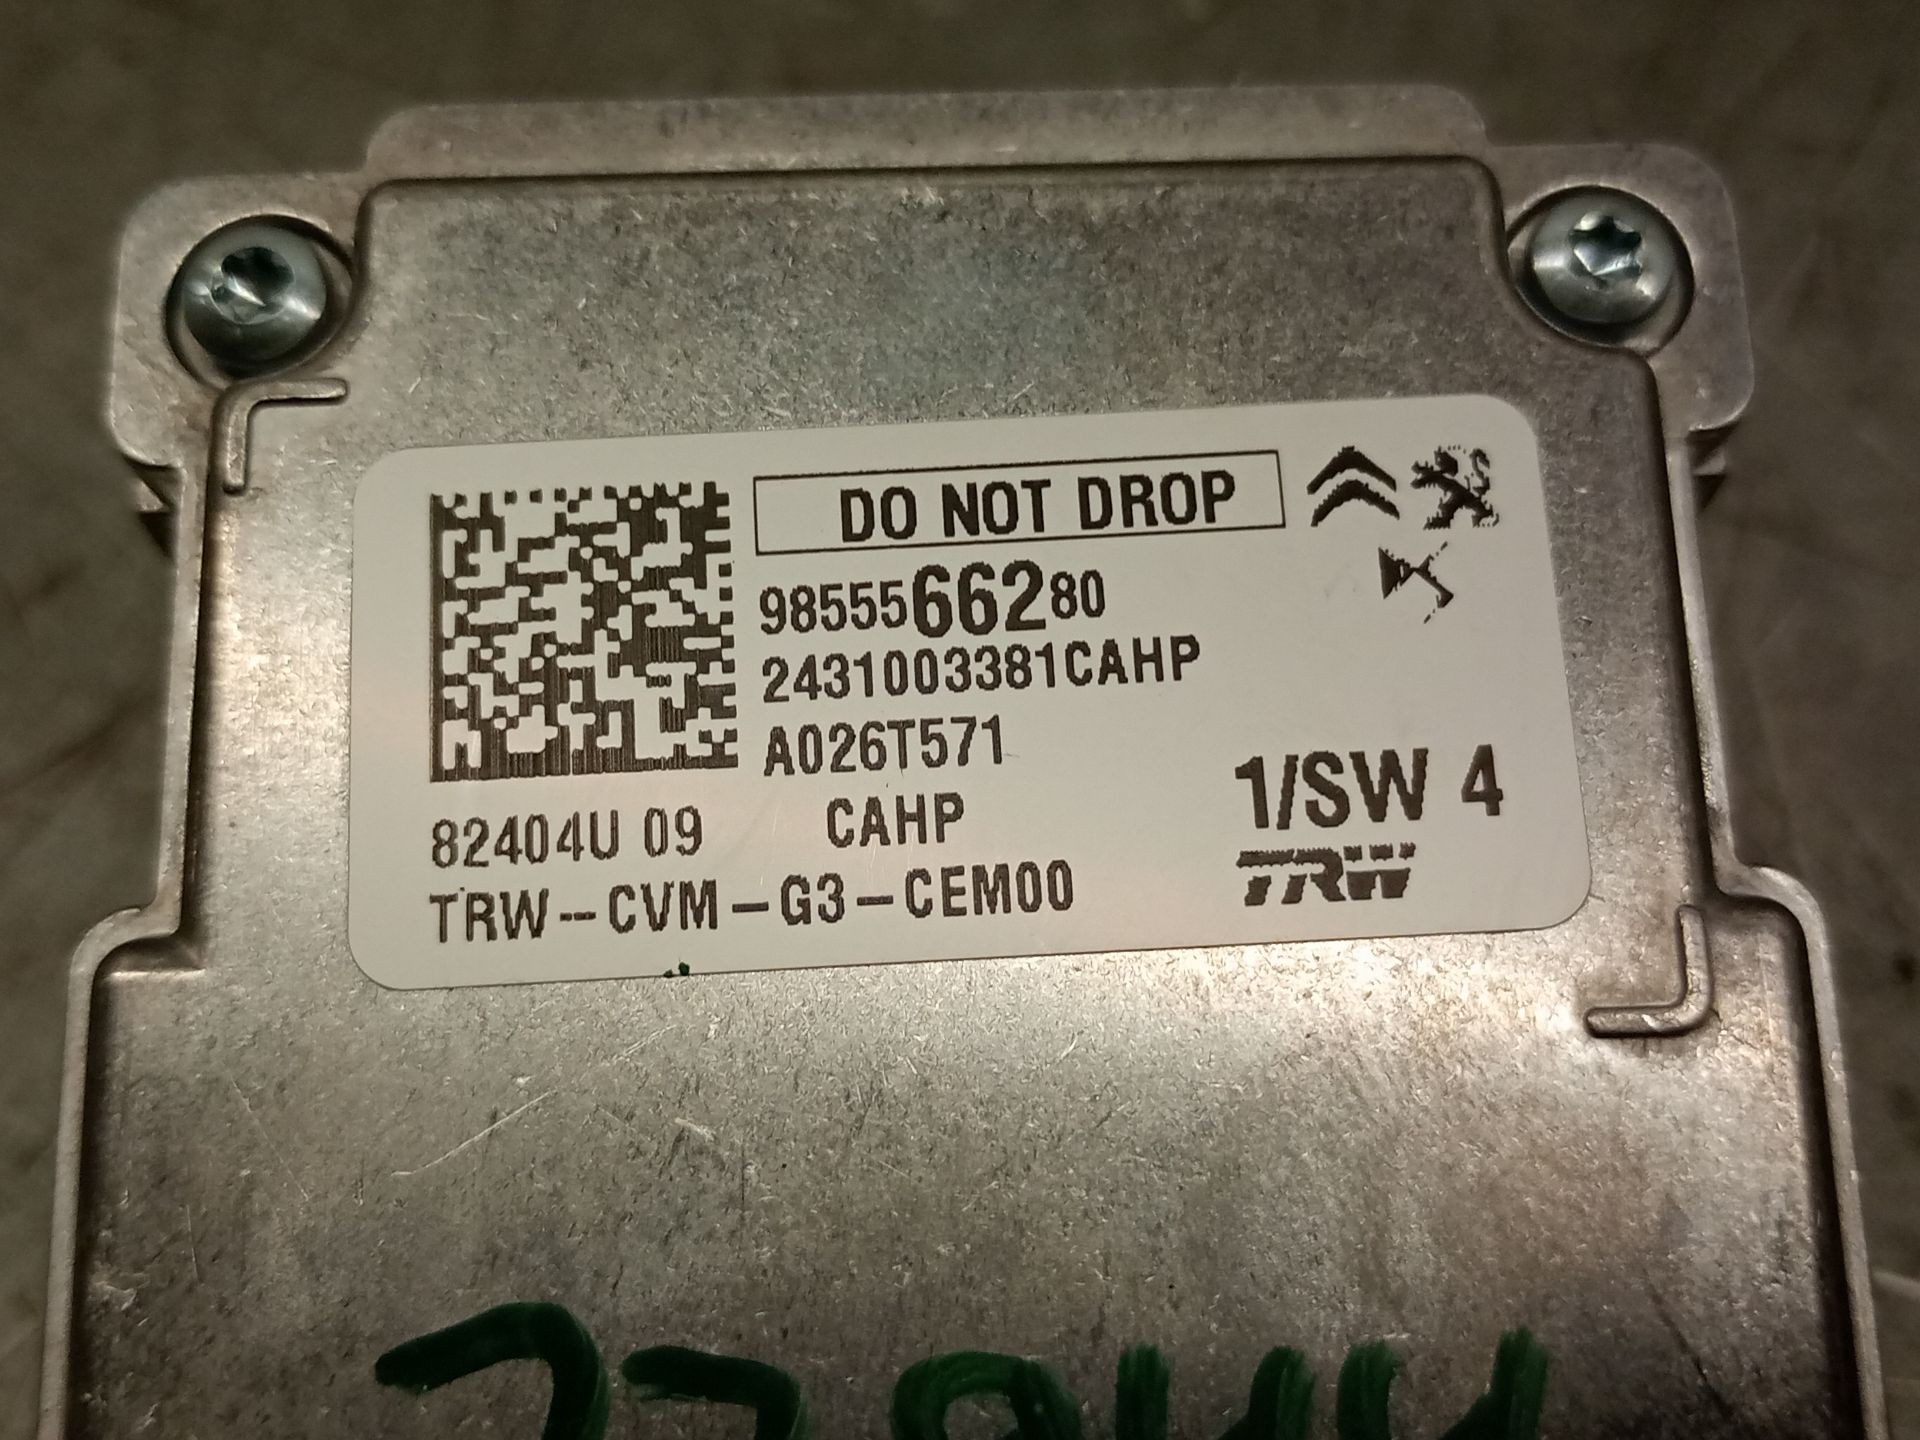 DO NOT DROP
9855566280
2431003381CAHP
A026T571
82404U 09 CAHP 1/SW 4
TRW--CVM-G3-CEM00 TRW